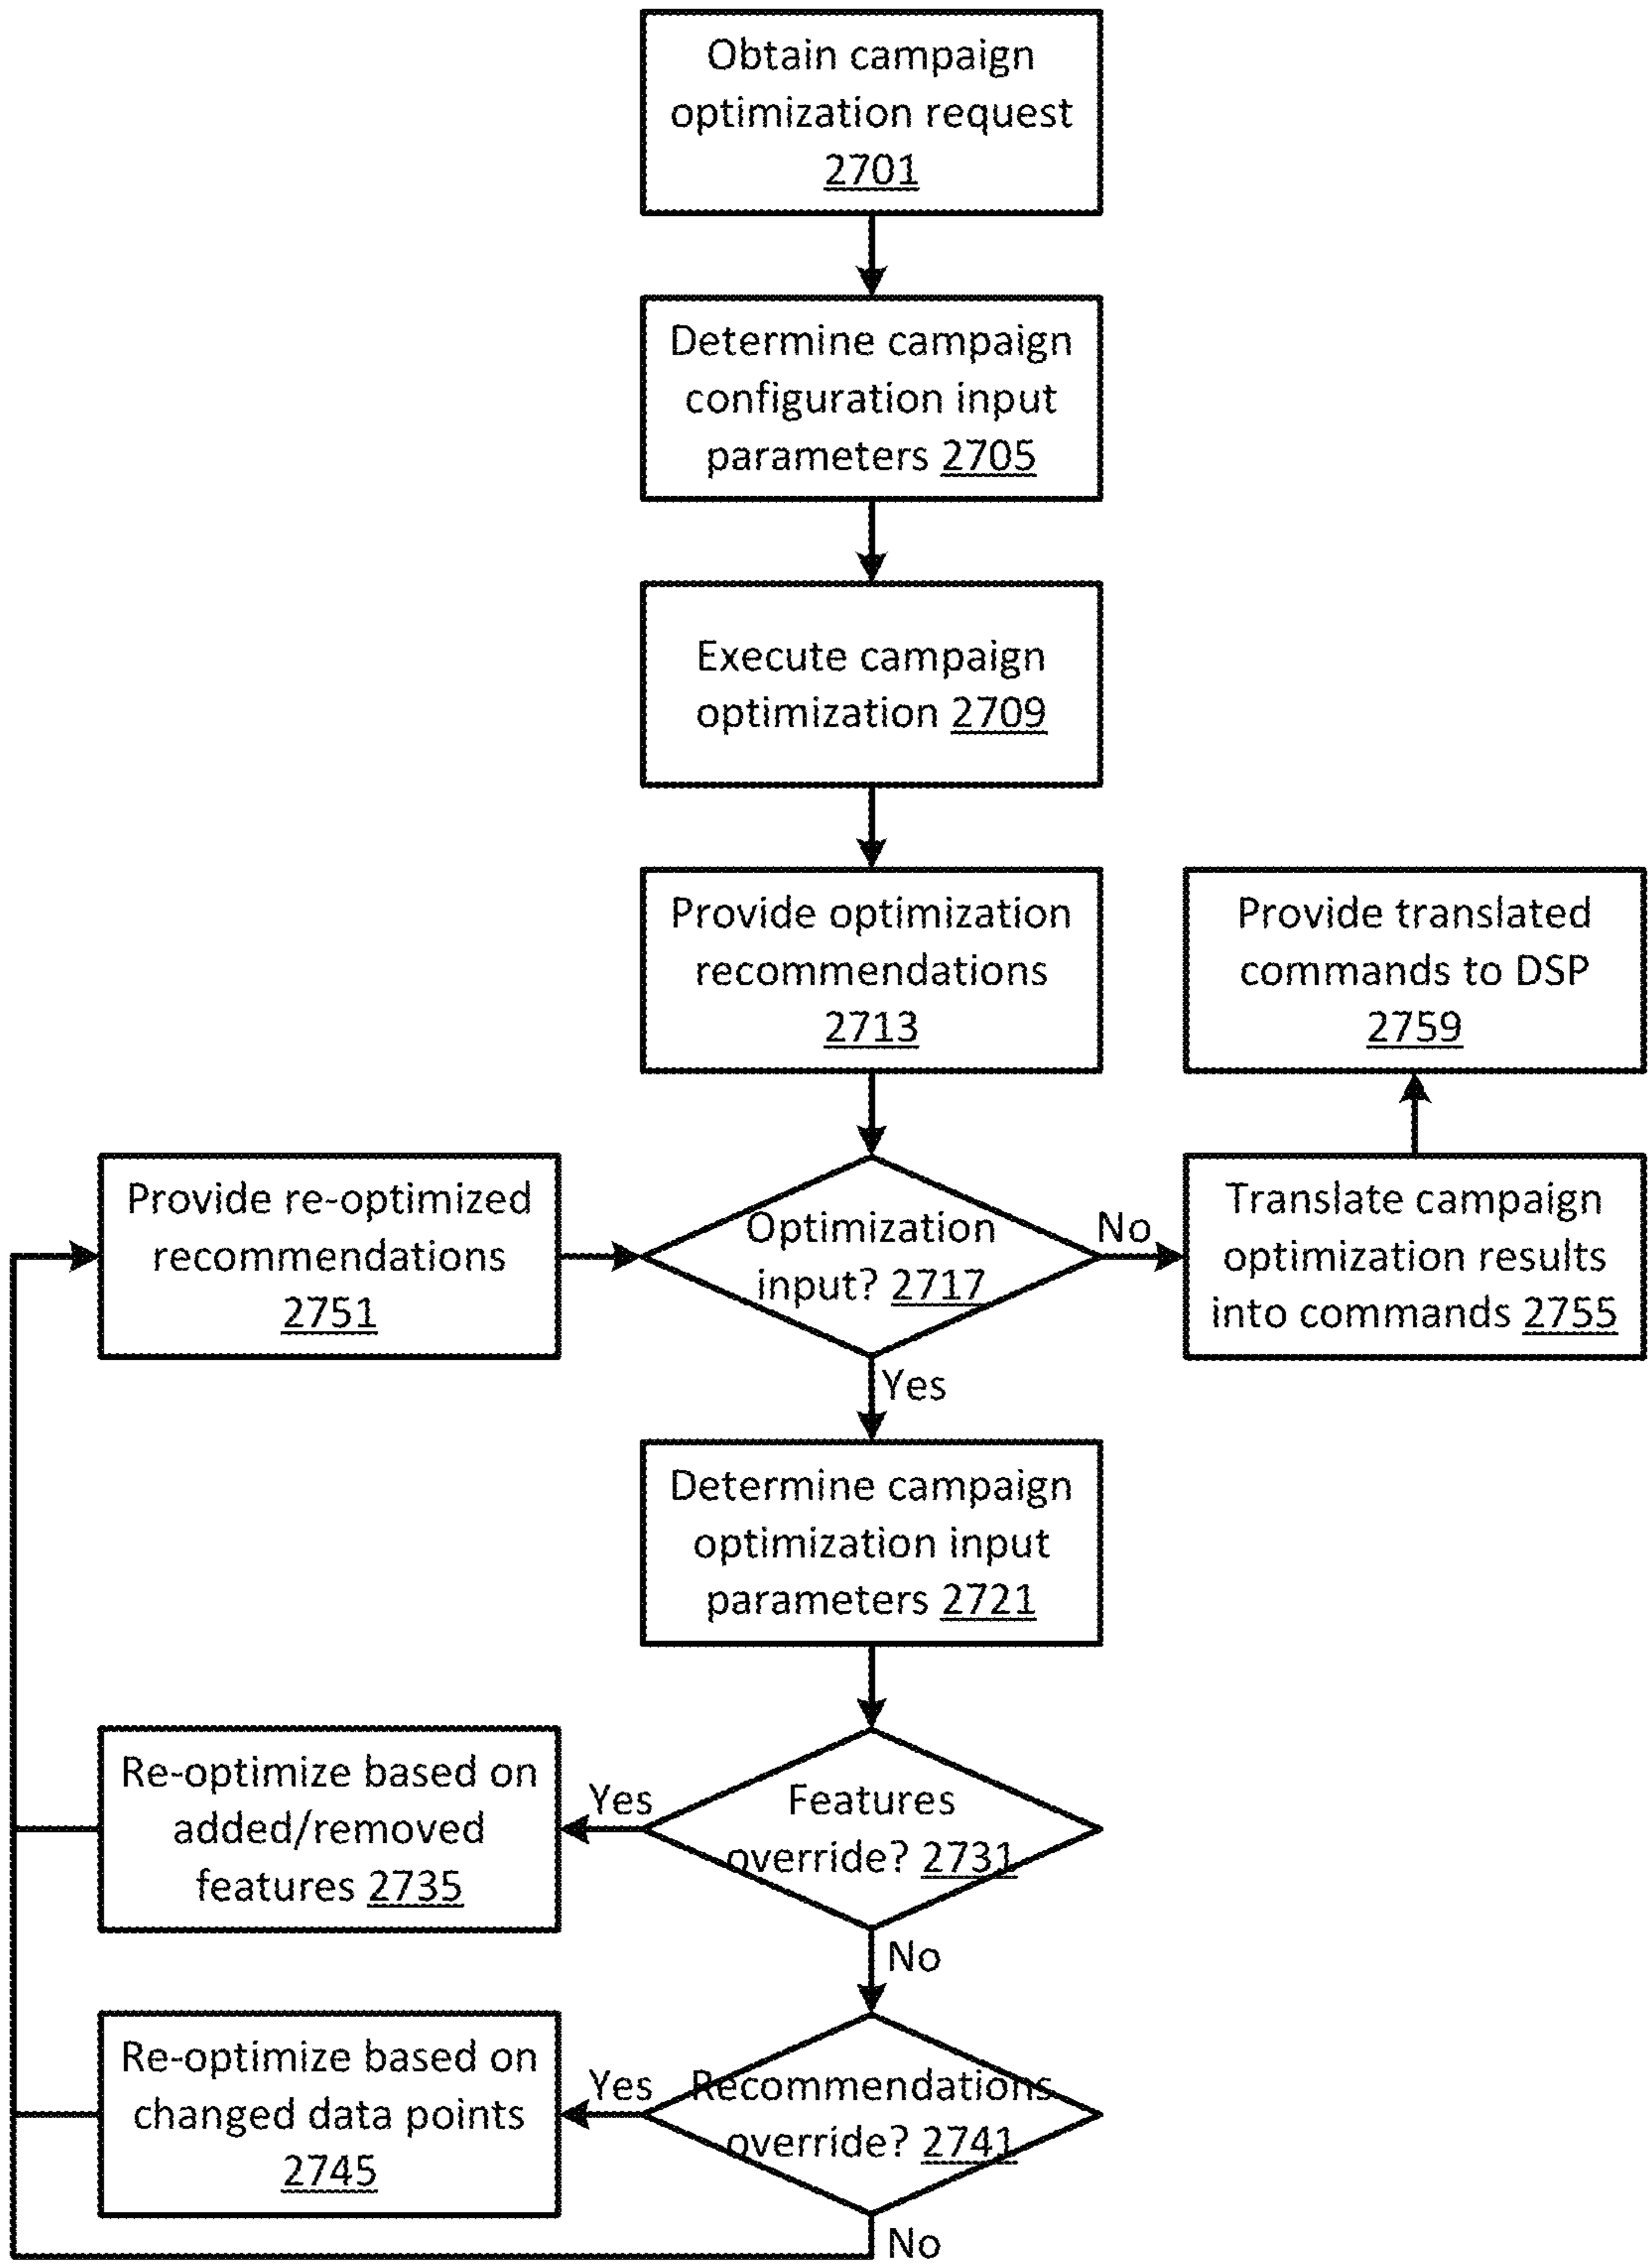 Obtain campaign
optimization request
2701
Determine campaign
configuration input
parameters 2705
Execute campaign
optimization 2709
Provide optimization
recommendations
2713
Provide translated
commands to DSP
2759
Provide re-optimized
recommendations
2751
Optimization
input? 2717
No
Translate campaign
optimization results
into commands 2755
Yes
Determine campaign
optimization input
parameters 2721
Re-optimize based on
added/removed
features 2735
Yes
Features
override? 2731
No
Re-optimize based on
changed data points
2745
Yes
Recommendations
override? 2741
No